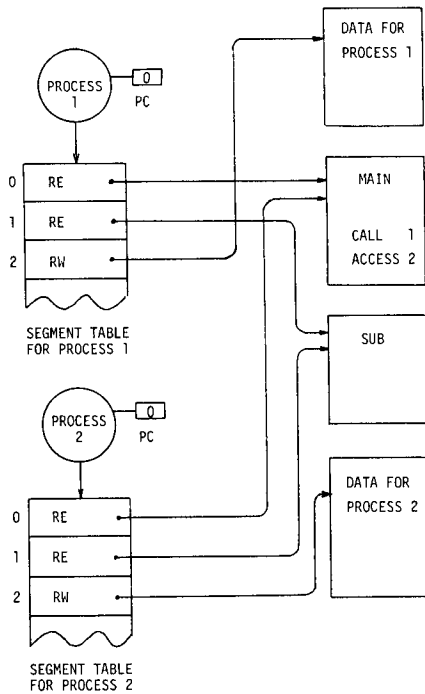 DATA FOR
PROCESS 1
PROCESS
1
0
PC
0 RE
1 RE
2 RW
SEGMENT TABLE
FOR PROCESS 1
MAIN
CALL 1
ACCESS 2
SUB
PROCESS
2
0
PC
0 RE
1 RE
2 RW
SEGMENT TABLE
FOR PROCESS 2
DATA FOR
PROCESS 2